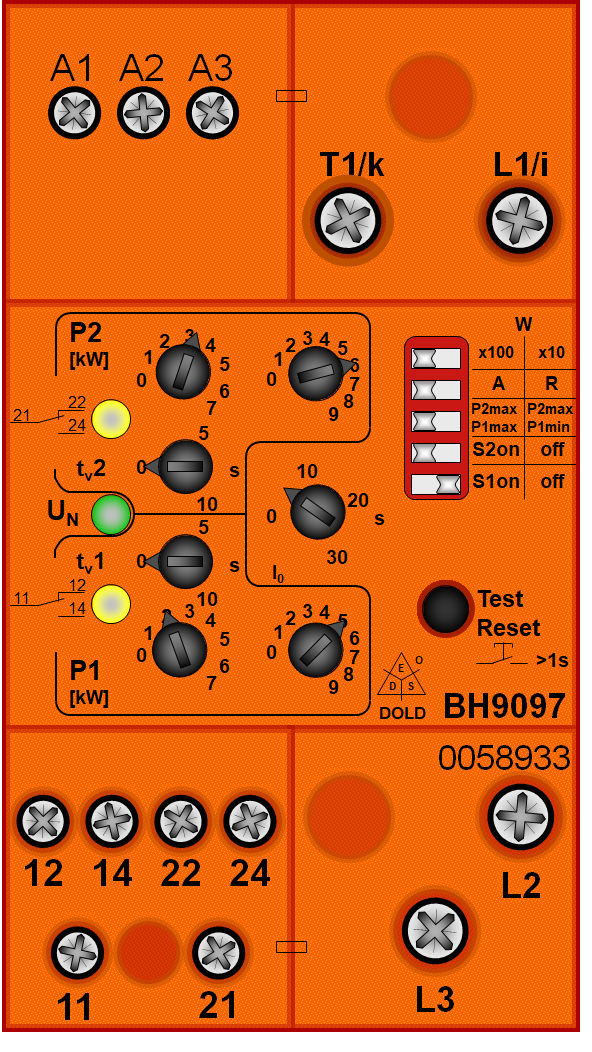 A1 A2 A3
T1/k L1/i
P2
[kW]
0 1 2 3 4 5 6 7
0 1 2 3 4 5 6 7 8 9
W
x100 x10
A R
P2max P2max
P1max P1min
S2on off
S1on off
21 22
24
tv2
0 5 10 s
UN
0 10 20 30 s
I0
tv1
0 5 10 s
11 12
14
P1
[kW]
0 1 2 3 4 5 6 7
0 1 2 3 4 5 6 7 8 9
Test
Reset
>1s
E O
D S
DOLD
BH9097
0058933
12 14 22 24
L2
11 21
L3